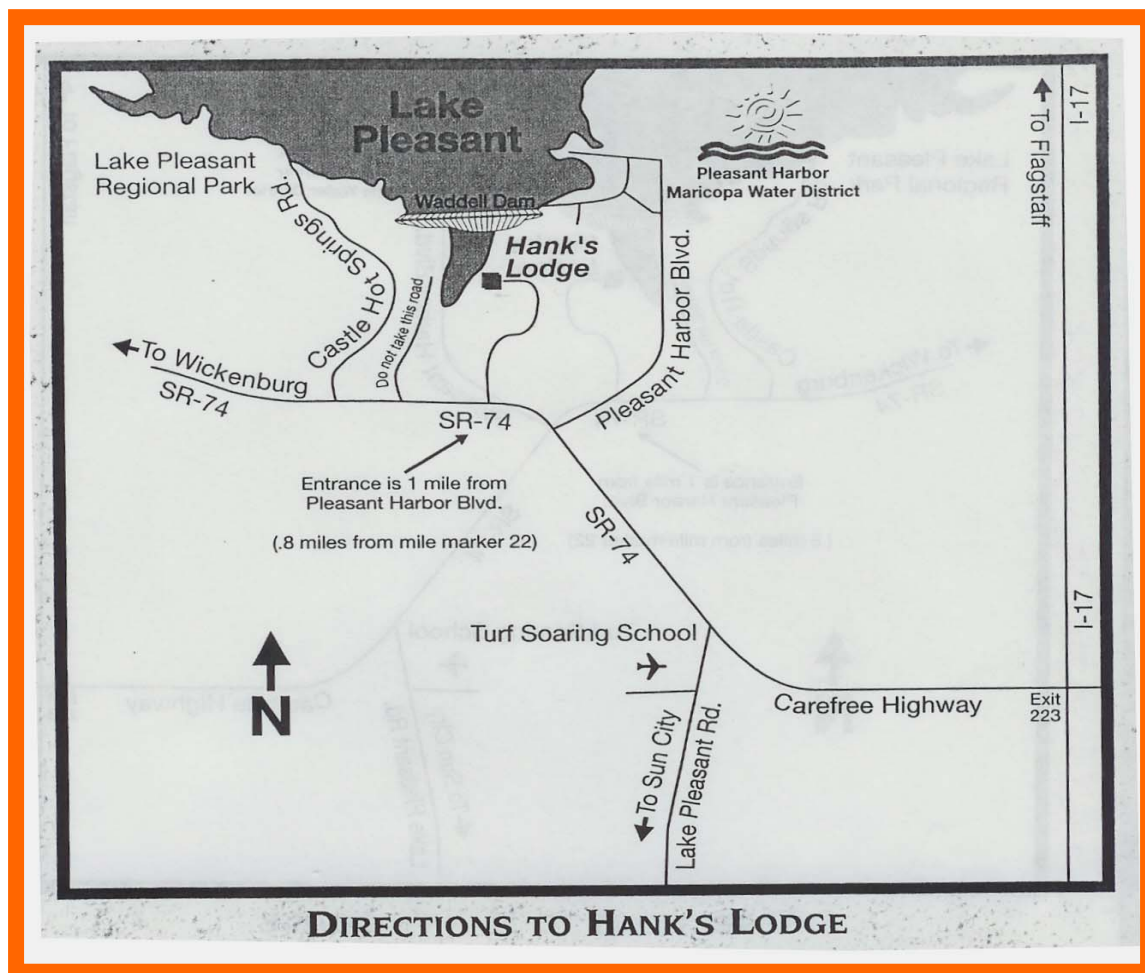 Lake
Pleasant
Lake Pleasant
Regional Park
Waddell Dam
Pleasant Harbor
Maricopa Water District
To Flagstaff
I-17
Castle Hot Springs Rd.
Do not take this road
Hank's
Lodge
Pleasant Harbor Blvd.
Pleasant Harbor Blvd.
To Wickenburg
SR-74
SR-74
Entrance is 1 mile from
Pleasant Harbor Blvd.
(.8 miles from mile marker 22)
SR-74
I-17
Turf Soaring School
N
Carefree Highway
Exit
223
To Sun City
Lake Pleasant Rd.
DIRECTIONS TO HANK'S LODGE